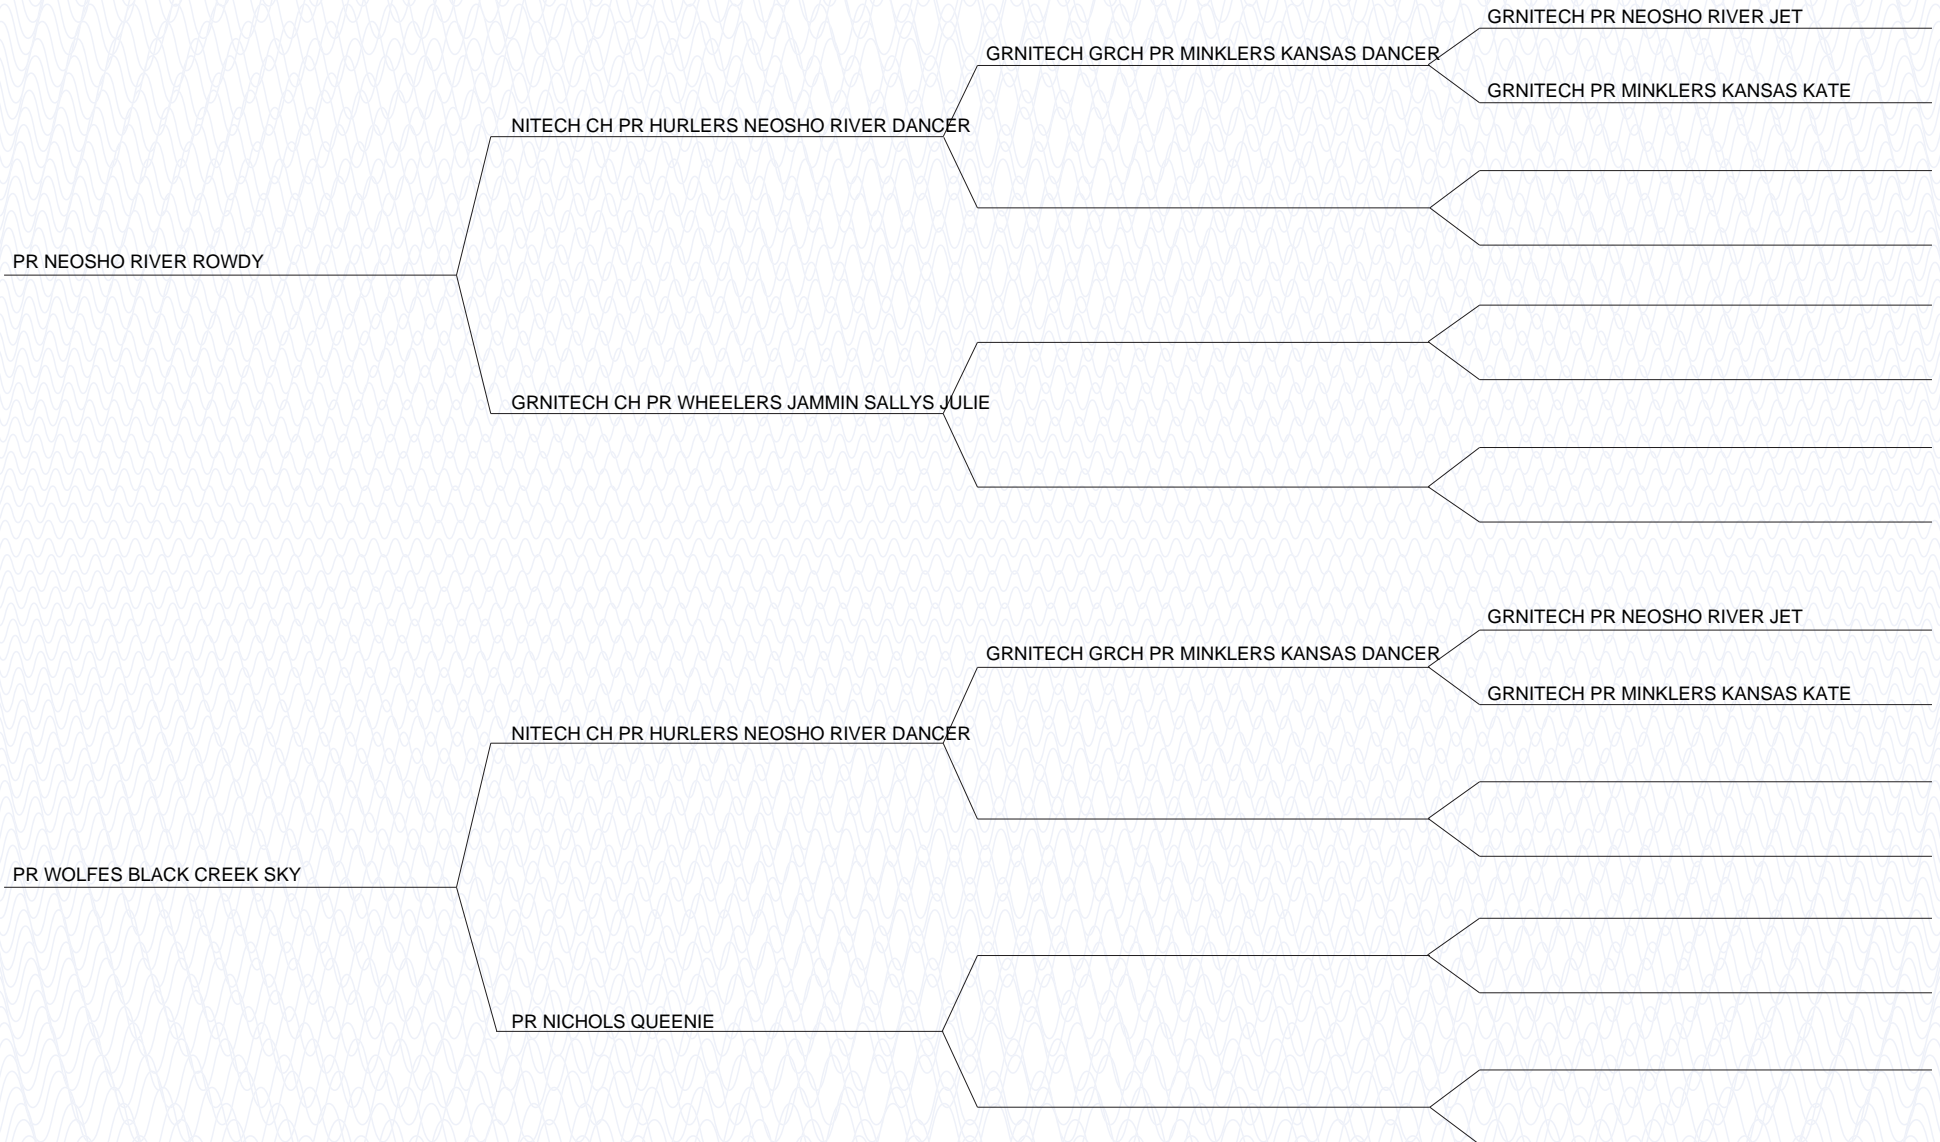 GRNITECH PR NEOSHO RIVER JET
GRNITECH GRCH PR MINKLERS KANSAS DANCER
GRNITECH PR MINKLERS KANSAS KATE
NITECH CH PR HURLERS NEOSHO RIVER DANCER
PR NEOSHO RIVER ROWDY
GRNITECH CH PR WHEELERS JAMMIN SALLYS JULIE
GRNITECH PR NEOSHO RIVER JET
GRNITECH GRCH PR MINKLERS KANSAS DANCER
GRNITECH PR MINKLERS KANSAS KATE
NITECH CH PR HURLERS NEOSHO RIVER DANCER
PR WOLFES BLACK CREEK SKY
PR NICHOLS QUEENIE